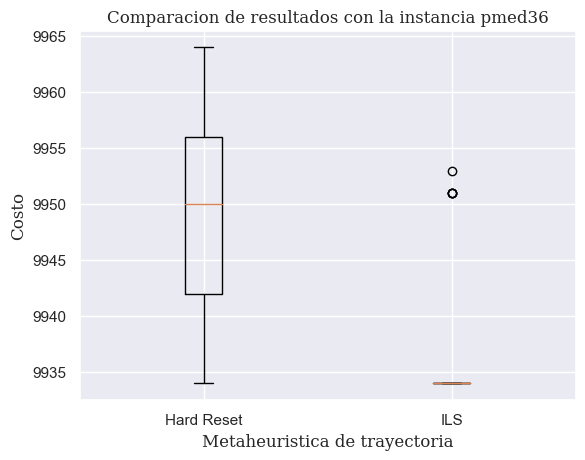 Comparacion de resultados con la instancia pmed36
9965
9960
9955
9950
9945
9940
9935
Costo
Hard Reset
ILS
Metaheuristica de trayectoria